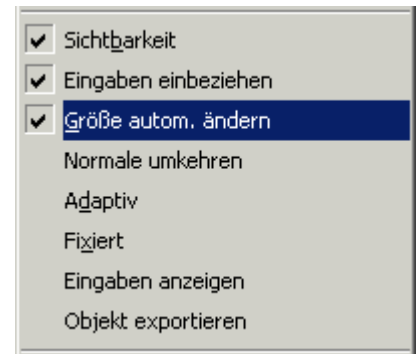 Sichtbarkeit
Eingaben einbeziehen
Größe autom. ändern
Normale umkehren
Adaptiv
Fixiert
Eingaben anzeigen
Objekt exportieren